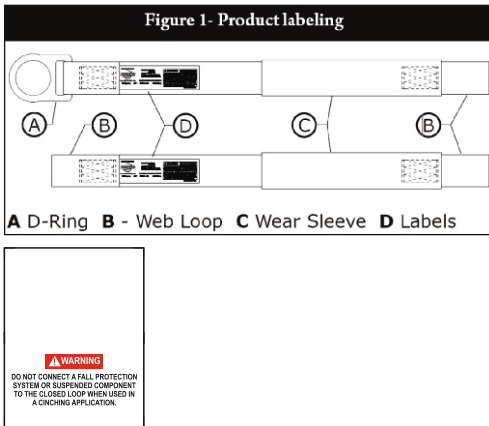 Figure 1- Product labeling
A B D C B
A D-Ring B - Web Loop C Wear Sleeve D Labels
WARNING
DO NOT CONNECT A FALL PROTECTION
SYSTEM OR SUSPENDED COMPONENT
TO THE CLOSED LOOP WHEN USED IN
A CINCHING APPLICATION.